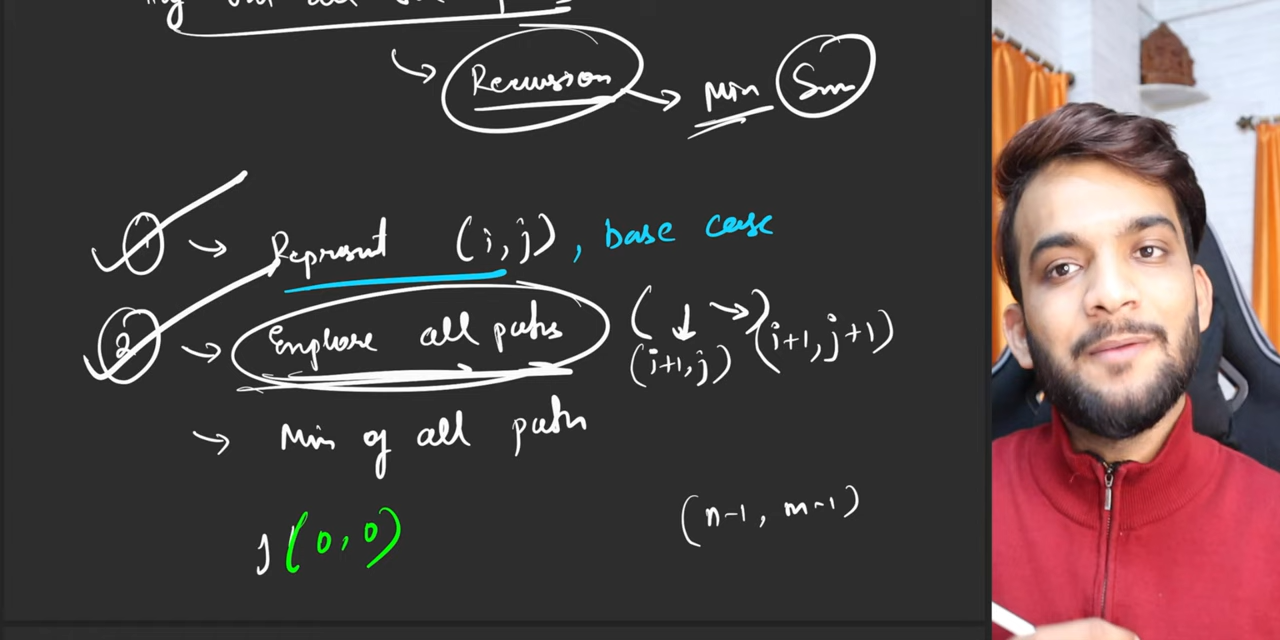 → Recursion → Min Sum
1 → Represent (i, j), base case
2 → Explore all paths (↓ →)
(i+1, j) (i+1, j+1)
→ Min of all path
f(0, 0) (n-1, m-1)